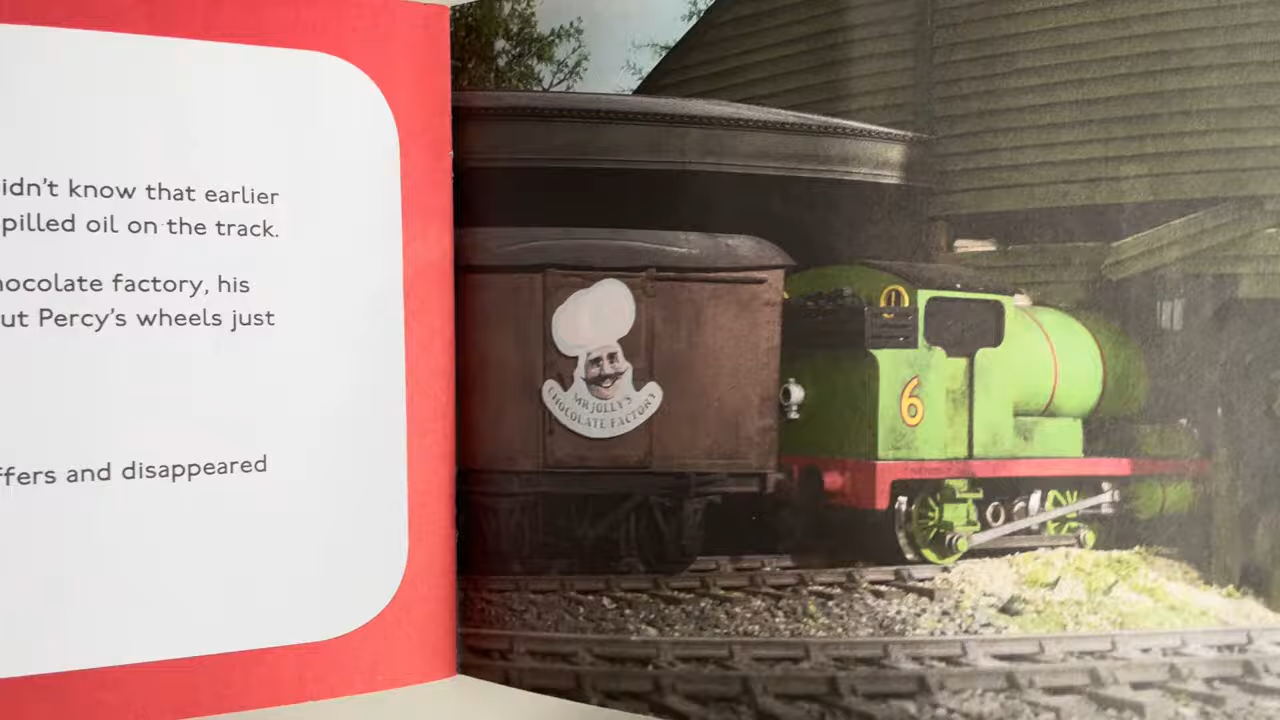 idn't know that earlier
pilled oil on the track.
hocolate factory, his
ut Percy's wheels just
ffers and disappeared
MR JOLLY'S
CHOCOLATE FACTORY
6